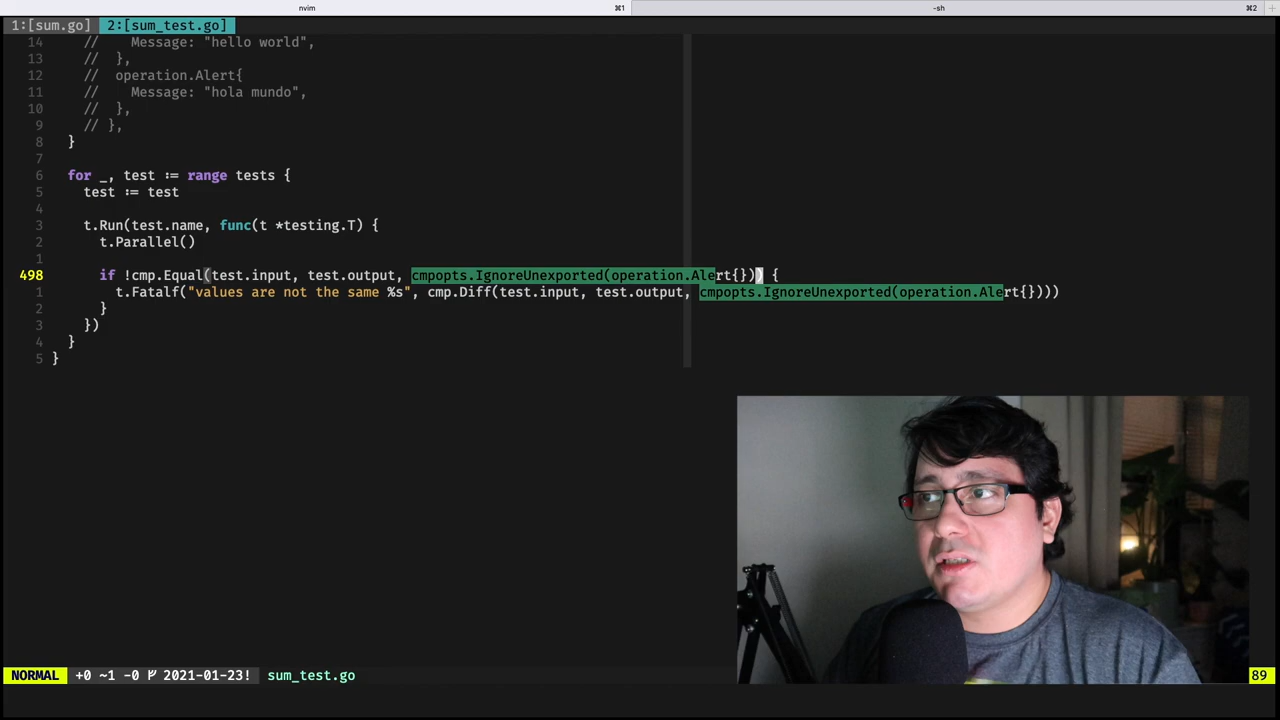 nvim ⌘1 -sh ⌘2 +
1:[sum.go] 2:[sum_test.go]
14 // Message: "hello world",
13 // },
12 // operation.Alert{
11 // Message: "hola mundo",
10 // },
9 // },
8 }
7
6 for _, test := range tests {
5 test := test
4
3 t.Run(test.name, func(t *testing.T) {
2 t.Parallel()
1
498 if !cmp.Equal(test.input, test.output, cmpopts.IgnoreUnexported(operation.Alert{})) {
1 t.Fatalf("values are not the same %s", cmp.Diff(test.input, test.output, cmpopts.IgnoreUnexported(operation.Alert{})))
2 }
3 })
4 }
5 }
NORMAL +0 ~1 -0 2021-01-23! sum_test.go 89